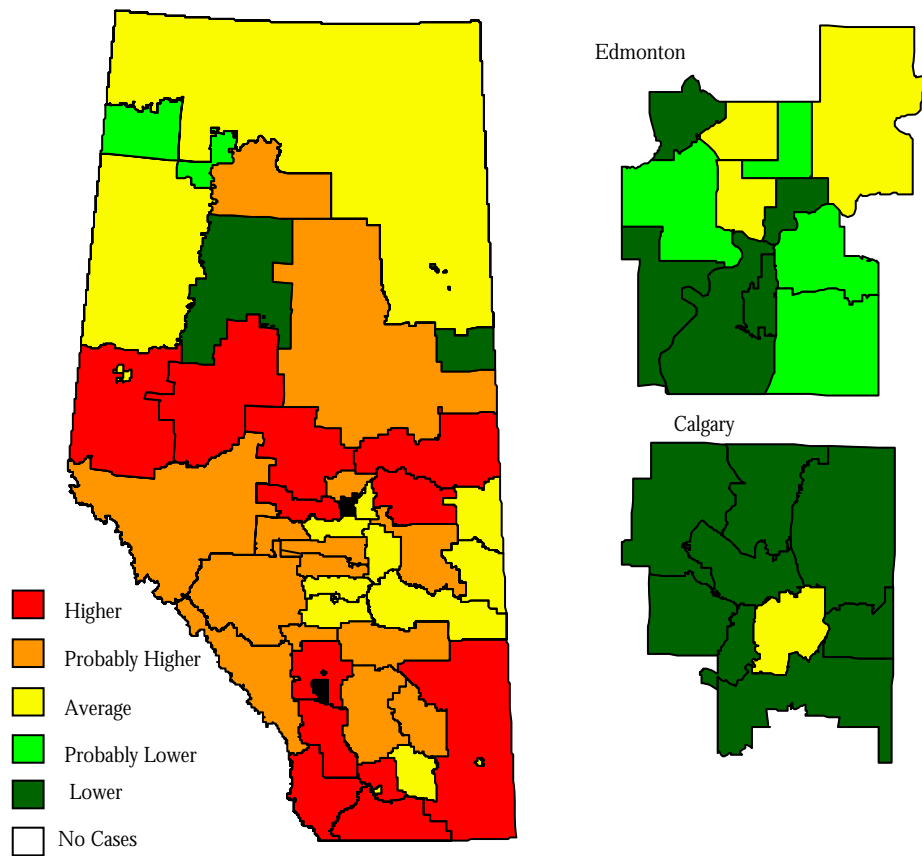 Edmonton
Calgary
Higher
Probably Higher
Average
Probably Lower
Lower
No Cases